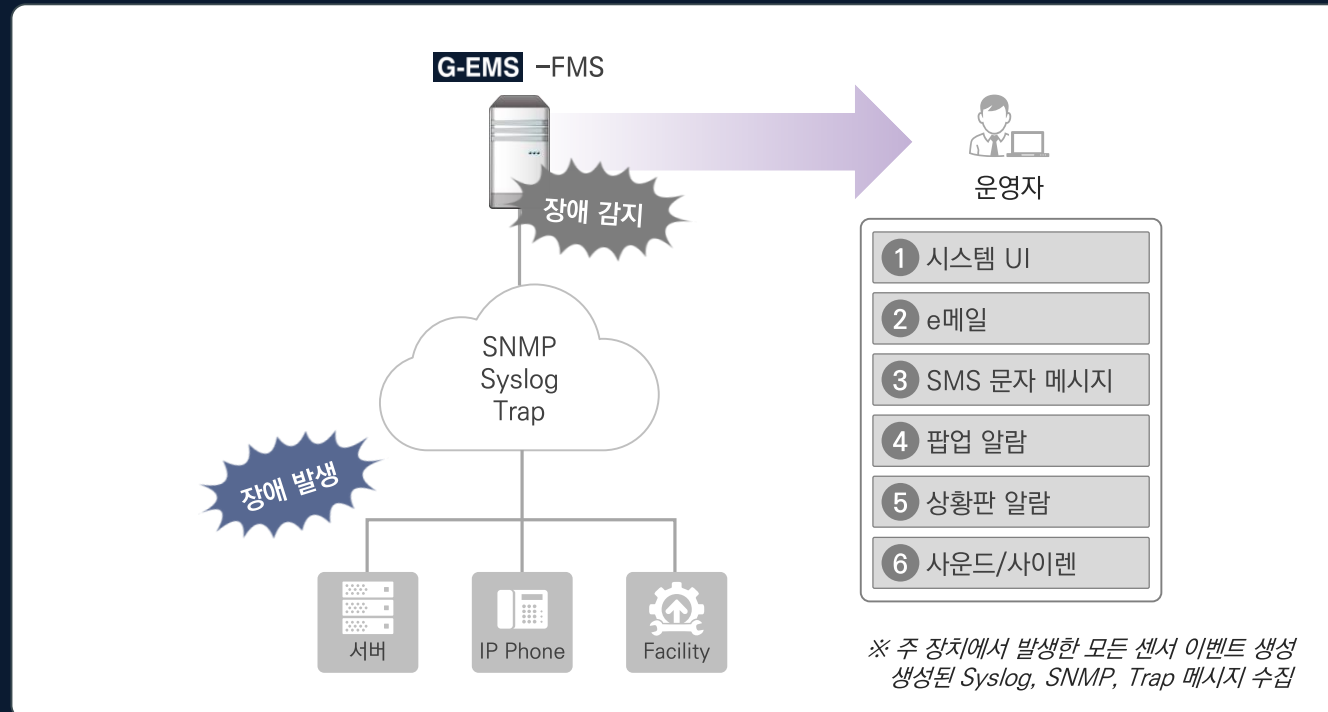 G-EMS –FMS
장애 감지
운영자
SNMP
Syslog
Trap
장애 발생
서버
IP Phone
Facility
1 시스템 UI
2 e메일
3 SMS 문자 메시지
4 팝업 알람
5 상황판 알람
6 사운드/사이렌
※ 주 장치에서 발생한 모든 센서 이벤트 생성
생성된 Syslog, SNMP, Trap 메시지 수집